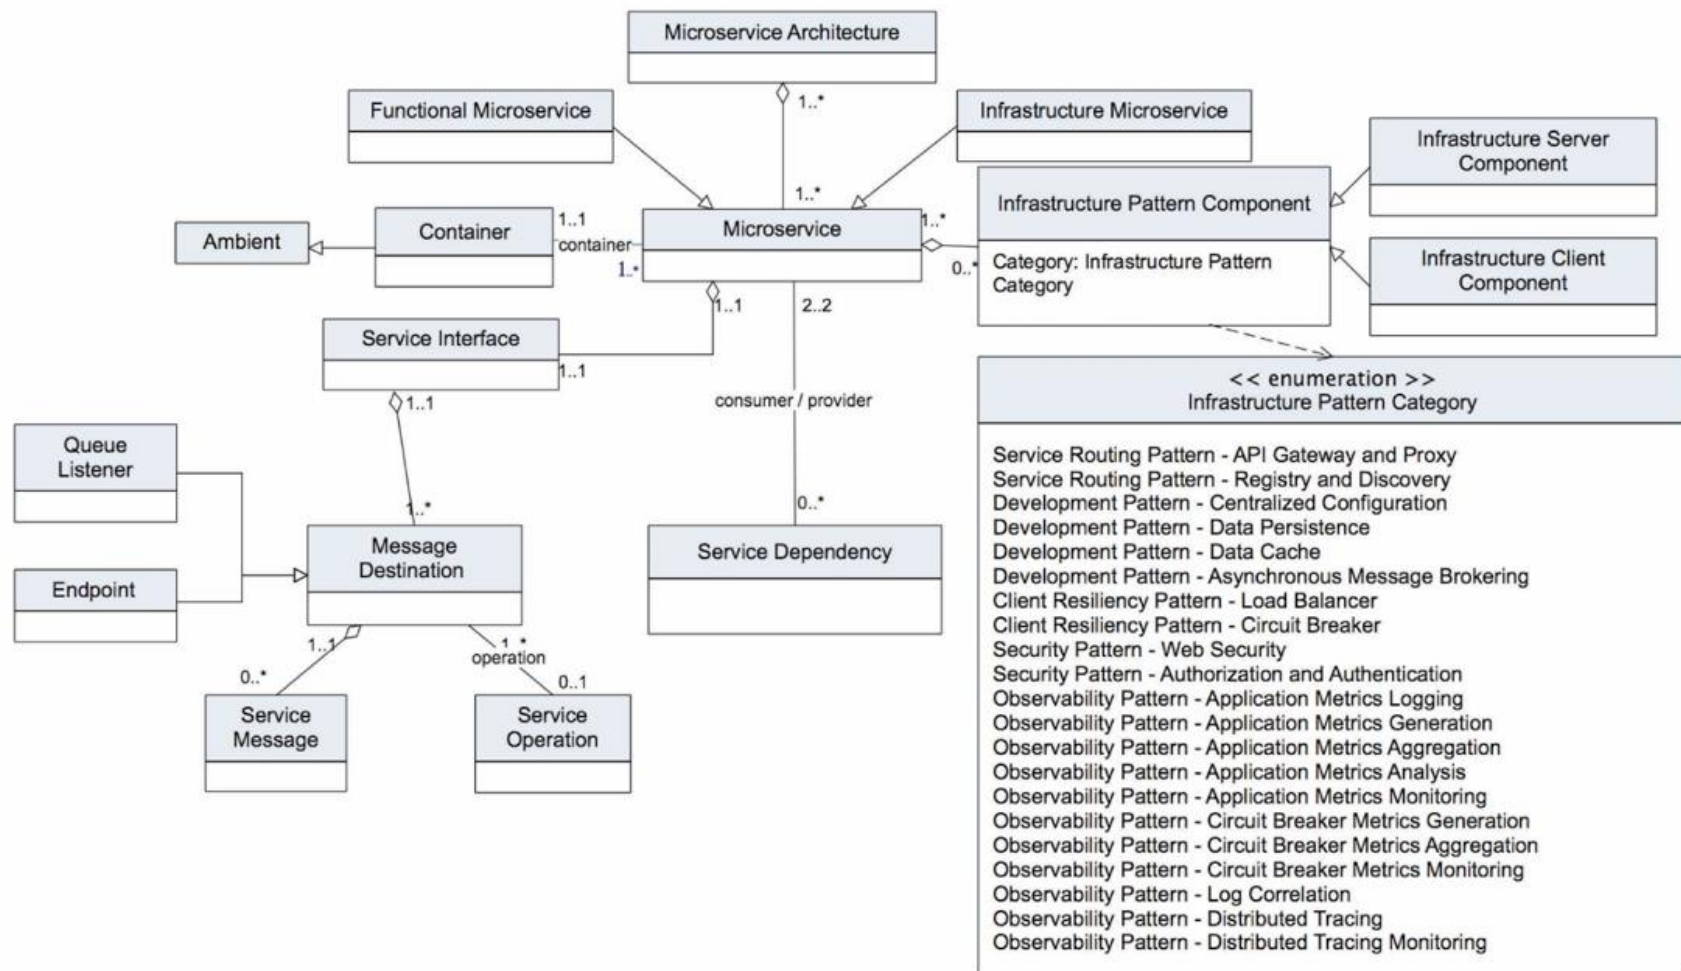 Microservice Architecture
1..*
Functional Microservice
Infrastructure Microservice
Infrastructure Server
Component
1..*
Infrastructure Pattern Component
Category: Infrastructure Pattern
Category
Ambient
Container
1..1
container
1..*
Microservice
1..*
0..*
Infrastructure Client
Component
1..1
2..2
Service Interface
1..1
1..1
consumer / provider
<< enumeration >>
Infrastructure Pattern Category
Service Routing Pattern - API Gateway and Proxy
Service Routing Pattern - Registry and Discovery
Development Pattern - Centralized Configuration
Development Pattern - Data Persistence
Development Pattern - Data Cache
Development Pattern - Asynchronous Message Brokering
Client Resiliency Pattern - Load Balancer
Client Resiliency Pattern - Circuit Breaker
Security Pattern - Web Security
Security Pattern - Authorization and Authentication
Observability Pattern - Application Metrics Logging
Observability Pattern - Application Metrics Generation
Observability Pattern - Application Metrics Aggregation
Observability Pattern - Application Metrics Analysis
Observability Pattern - Application Metrics Monitoring
Observability Pattern - Circuit Breaker Metrics Generation
Observability Pattern - Circuit Breaker Metrics Aggregation
Observability Pattern - Circuit Breaker Metrics Monitoring
Observability Pattern - Log Correlation
Observability Pattern - Distributed Tracing
Observability Pattern - Distributed Tracing Monitoring
Queue
Listener
1..*
0..*
Message
Destination
Service Dependency
Endpoint
1..1
1..*
operation
0..*
0..1
Service
Message
Service
Operation